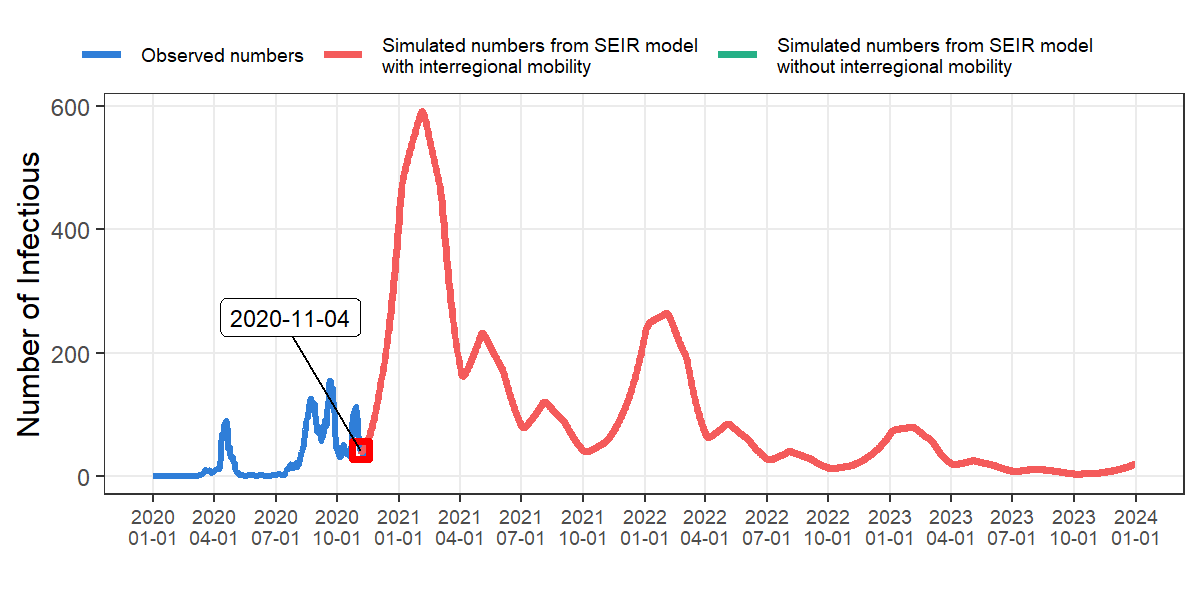 Observed numbers
Simulated numbers from SEIR model
with interregional mobility
Simulated numbers from SEIR model
without interregional mobility
Number of Infectious
600
400
200
0
2020-11-04
2020 2020 2020 2020 2021 2021 2021 2021 2022 2022 2022 2022 2023 2023 2023 2023 2024
01-01 04-01 07-01 10-01 01-01 04-01 07-01 10-01 01-01 04-01 07-01 10-01 01-01 04-01 07-01 10-01 01-01